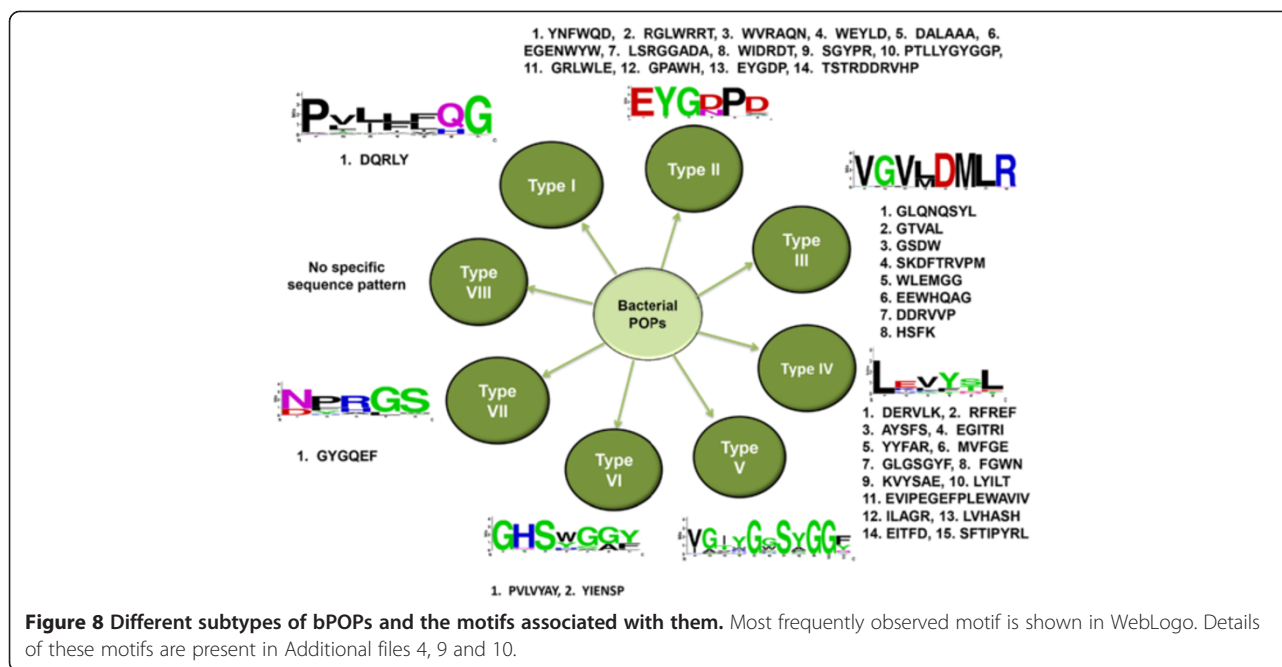 1. YNFWQD, 2. RGLWRRT, 3. WVRAQN, 4. WEYLD, 5. DALAAA, 6.
EGENWYW, 7. LSRGGADA, 8. WIDRDT, 9. SGYPR, 10. PTLLYGYGGP,
11. GRLWLE, 12. GPAWH, 13. EYGDP, 14. TSTRDDRVHP
EYG P
P G
1. DQRLY
Type I
Type II
VGV DMLR
1. GLQNQSYL
2. GTVAL
3. GSDW
4. SKDFTRVPM
5. WLEMGG
6. EEWHQAG
7. DDRVVP
8. HSFK
Type
III
No specific
sequence pattern
Type
VIII
Bacterial
POPs
Type IV
L L
1. DERVLK, 2. RFREF
3. AYSFS, 4. EGITRI
5. YYFAR, 6. MVFGE
7. GLGSGYF, 8. FGWN
9. KVYSAE, 10. LYILT
11. EVIPEGEFPLEWAVIV
12. ILAGR, 13. LVHASH
14. EITFD, 15. SFTIPYRL
N GS
1. GYGQEF
Type
VII
Type
VI
Type
V
GHS G
V G S GG
1. PVLVYAY, 2. YIENSP
Figure 8 Different subtypes of bPOPs and the motifs associated with them. Most frequently observed motif is shown in WebLogo. Details
of these motifs are present in Additional files 4, 9 and 10.